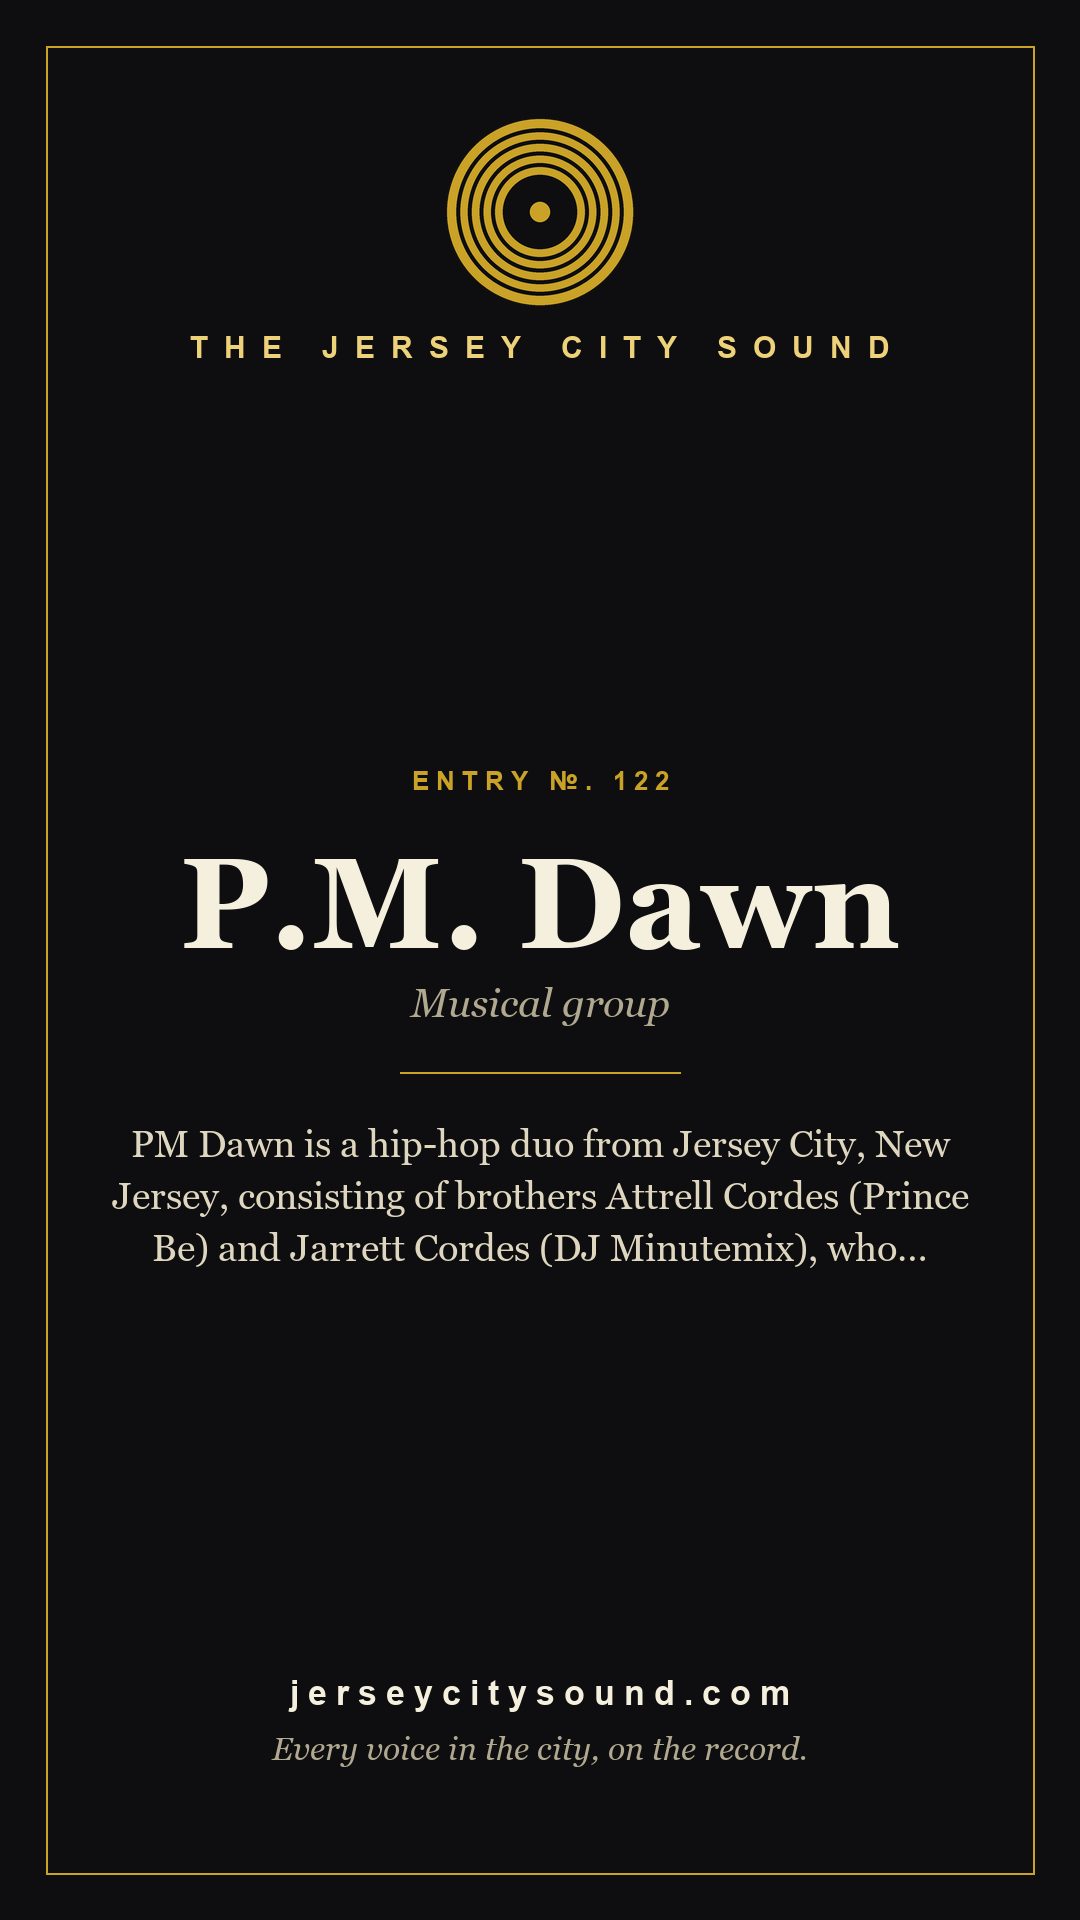 THE JERSEY CITY SOUND
ENTRY №. 122
P.M. Dawn
Musical group
PM Dawn is a hip-hop duo from Jersey City, New
Jersey, consisting of brothers Attrell Cordes (Prince
Be) and Jarrett Cordes (DJ Minutemix), who...
jerseycitysound.com
Every voice in the city, on the record.